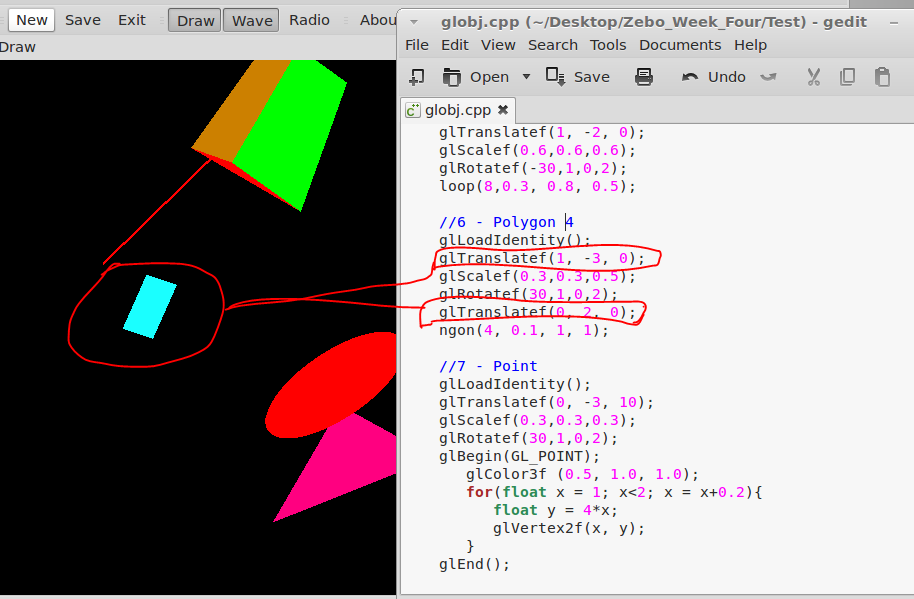 New Save Exit Draw Wave Radio Abou
Draw
globj.cpp (~/Desktop/Zebo_Week_Four/Test) - gedit
File Edit View Search Tools Documents Help
Open Save Undo
globj.cpp
glTranslatef(1, -2, 0);
glScalef(0.6,0.6,0.6);
glRotatef(-30,1,0,2);
loop(8,0.3, 0.8, 0.5);
//6 - Polygon 4
glLoadIdentity();
glTranslatef(1, -3, 0);
glScalef(0.3,0.3,0.5);
glRotatef(30,1,0,2);
glTranslatef(0, 2, 0);
ngon(4, 0.1, 1, 1);
//7 - Point
glLoadIdentity();
glTranslatef(0, -3, 10);
glScalef(0.3,0.3,0.3);
glRotatef(30,1,0,2);
glBegin(GL_POINT);
glColor3f (0.5, 1.0, 1.0);
for(float x = 1; x<2; x = x+0.2){
float y = 4*x;
glVertex2f(x, y);
}
glEnd();